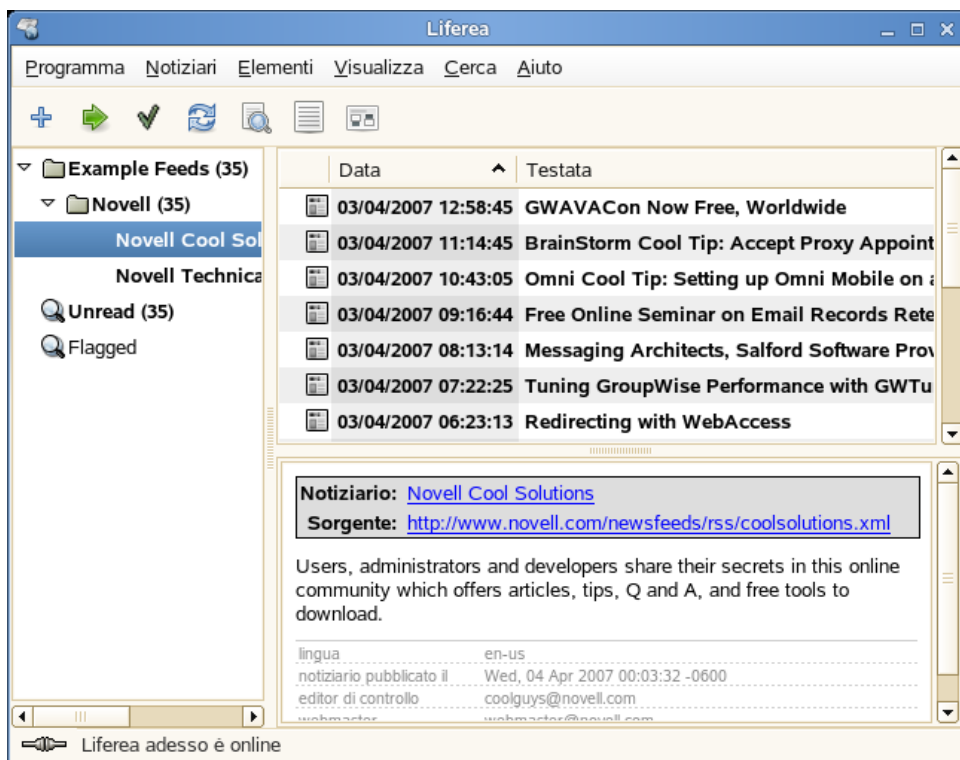 Liferea
Programma Notiziari Elementi Visualizza Cerca Aiuto
Example Feeds (35)
Novell (35)
Novell Cool Sol
Novell Technica
Unread (35)
Flagged
Data Testata
03/04/2007 12:58:45 GWAVACon Now Free, Worldwide
03/04/2007 11:14:45 BrainStorm Cool Tip: Accept Proxy Appoint
03/04/2007 10:43:05 Omni Cool Tip: Setting up Omni Mobile on a
03/04/2007 09:16:44 Free Online Seminar on Email Records Rete
03/04/2007 08:13:14 Messaging Architects, Salford Software Prov
03/04/2007 07:22:25 Tuning GroupWise Performance with GWTu
03/04/2007 06:23:13 Redirecting with WebAccess
Notiziario: Novell Cool Solutions
Sorgente: http://www.novell.com/newsfeeds/rss/coolsolutions.xml
Users, administrators and developers share their secrets in this online
community which offers articles, tips, Q and A, and free tools to
download.
lingua en-us
notiziario pubblicato il Wed, 04 Apr 2007 00:03:32 -0600
editor di controllo coolguys@novell.com
webmaster webmaster@novell.com
Liferea adesso è online